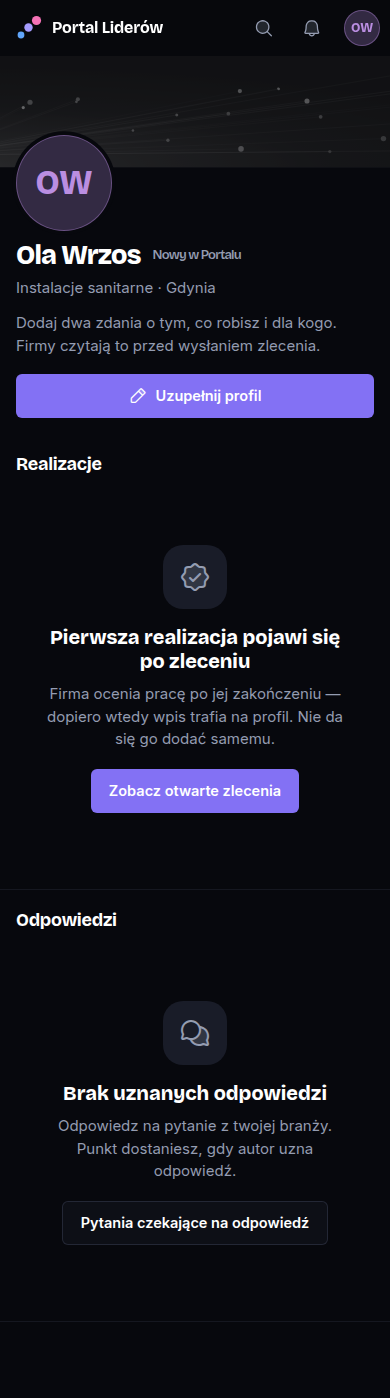 Portal Liderów
OW
OW
Ola Wrzos Nowy w Portalu
Instalacje sanitarne · Gdynia
Dodaj dwa zdania o tym, co robisz i dla kogo.
Firmy czytają to przed wysłaniem zlecenia.
Uzupełnij profil
Realizacje
Pierwsza realizacja pojawi się
po zleceniu
Firma ocenia pracę po jej zakończeniu —
dopiero wtedy wpis trafia na profil. Nie da
się go dodać samemu.
Zobacz otwarte zlecenia
Odpowiedzi
Brak uznanych odpowiedzi
Odpowiedz na pytanie z twojej branży.
Punkt dostaniesz, gdy autor uzna
odpowiedź.
Pytania czekające na odpowiedź